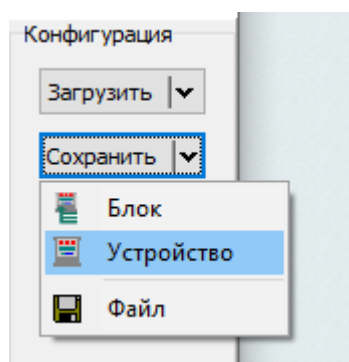 Конфигурация
Загрузить
Сохранить
Блок
Устройство
Файл